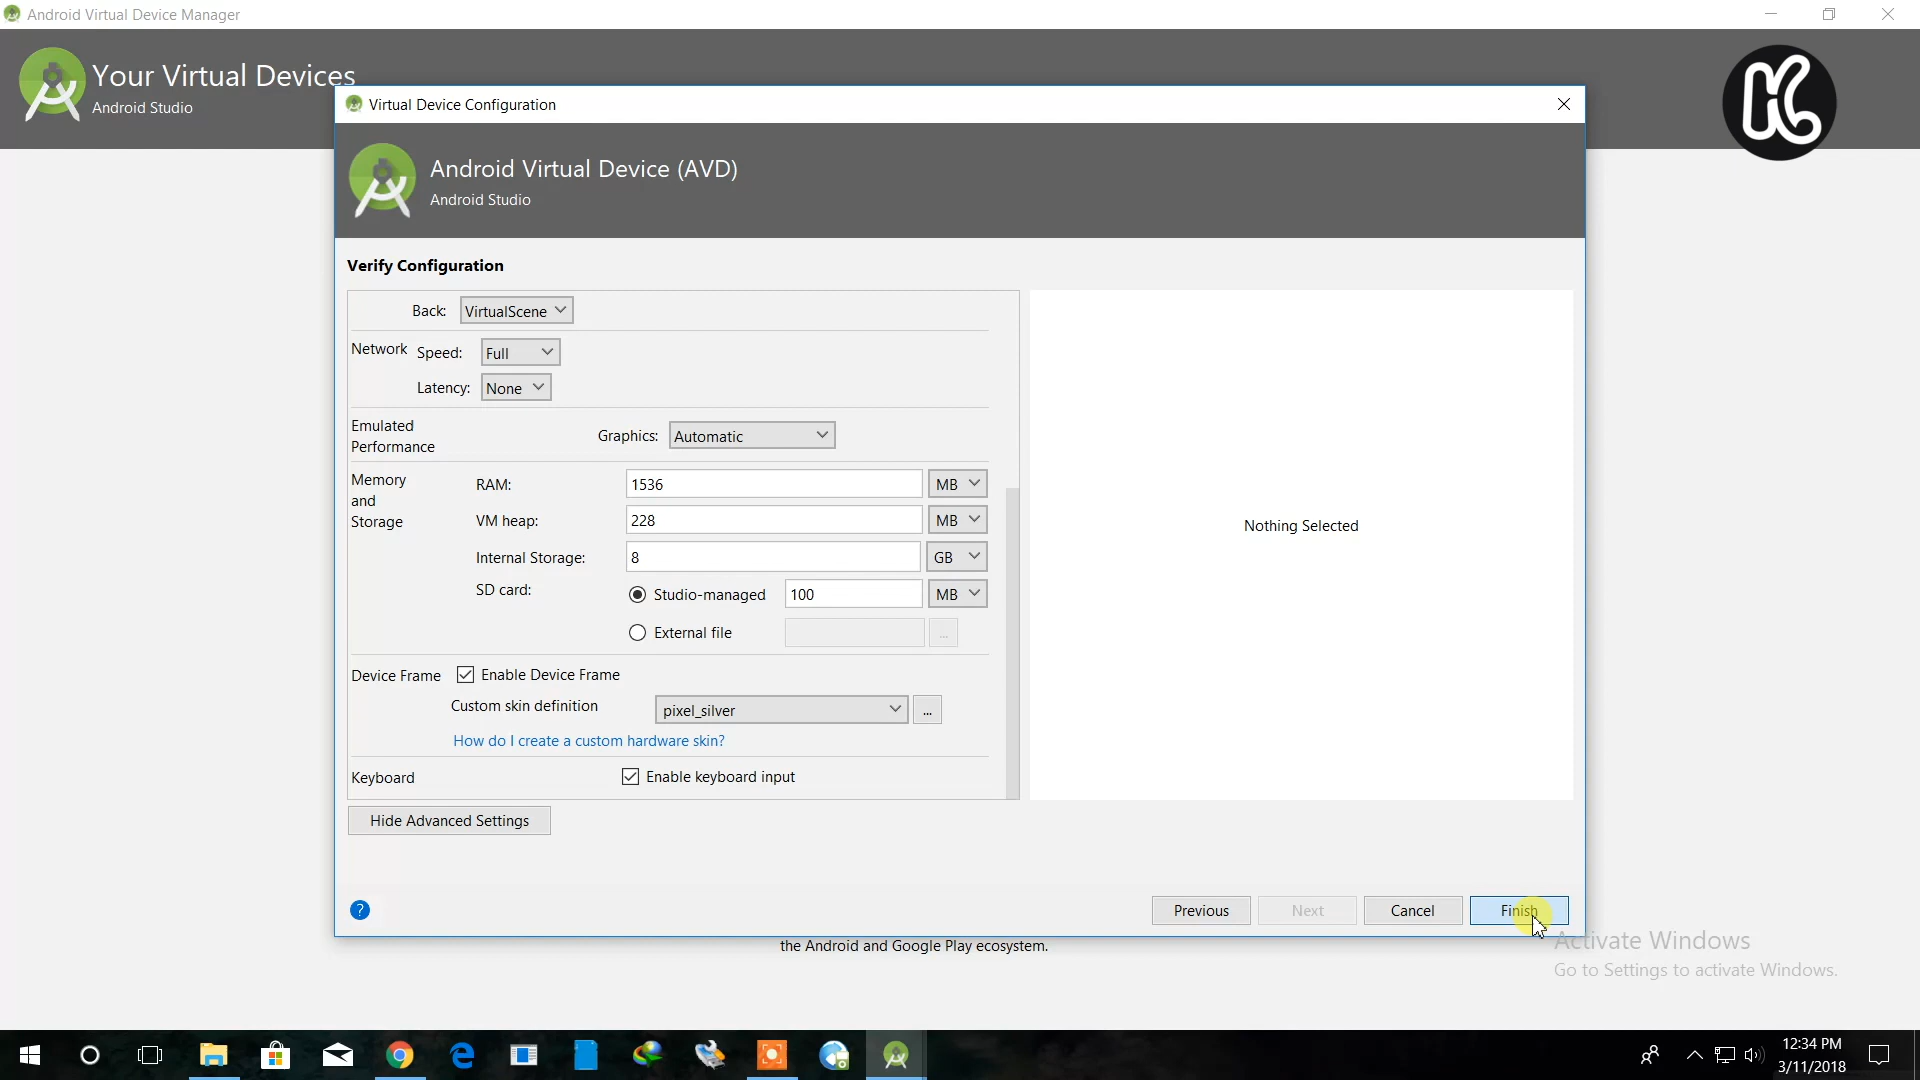 Android Virtual Device Manager
Your Virtual Devices
Android Studio
Virtual Device Configuration
Android Virtual Device (AVD)
Android Studio
Verify Configuration
Back: VirtualScene
Network Speed: Full
Latency: None
Emulated
Performance
Graphics: Automatic
Memory
and
Storage
RAM: 1536 MB
VM heap: 228 MB
Internal Storage: 8 GB
SD card:
Studio-managed 100 MB
External file ...
Device Frame Enable Device Frame
Custom skin definition pixel_silver ...
How do I create a custom hardware skin?
Keyboard Enable keyboard input
Nothing Selected
Hide Advanced Settings
? Previous Next Cancel Finish
the Android and Google Play ecosystem.
Activate Windows
Go to Settings to activate Windows.
12:34 PM
3/11/2018